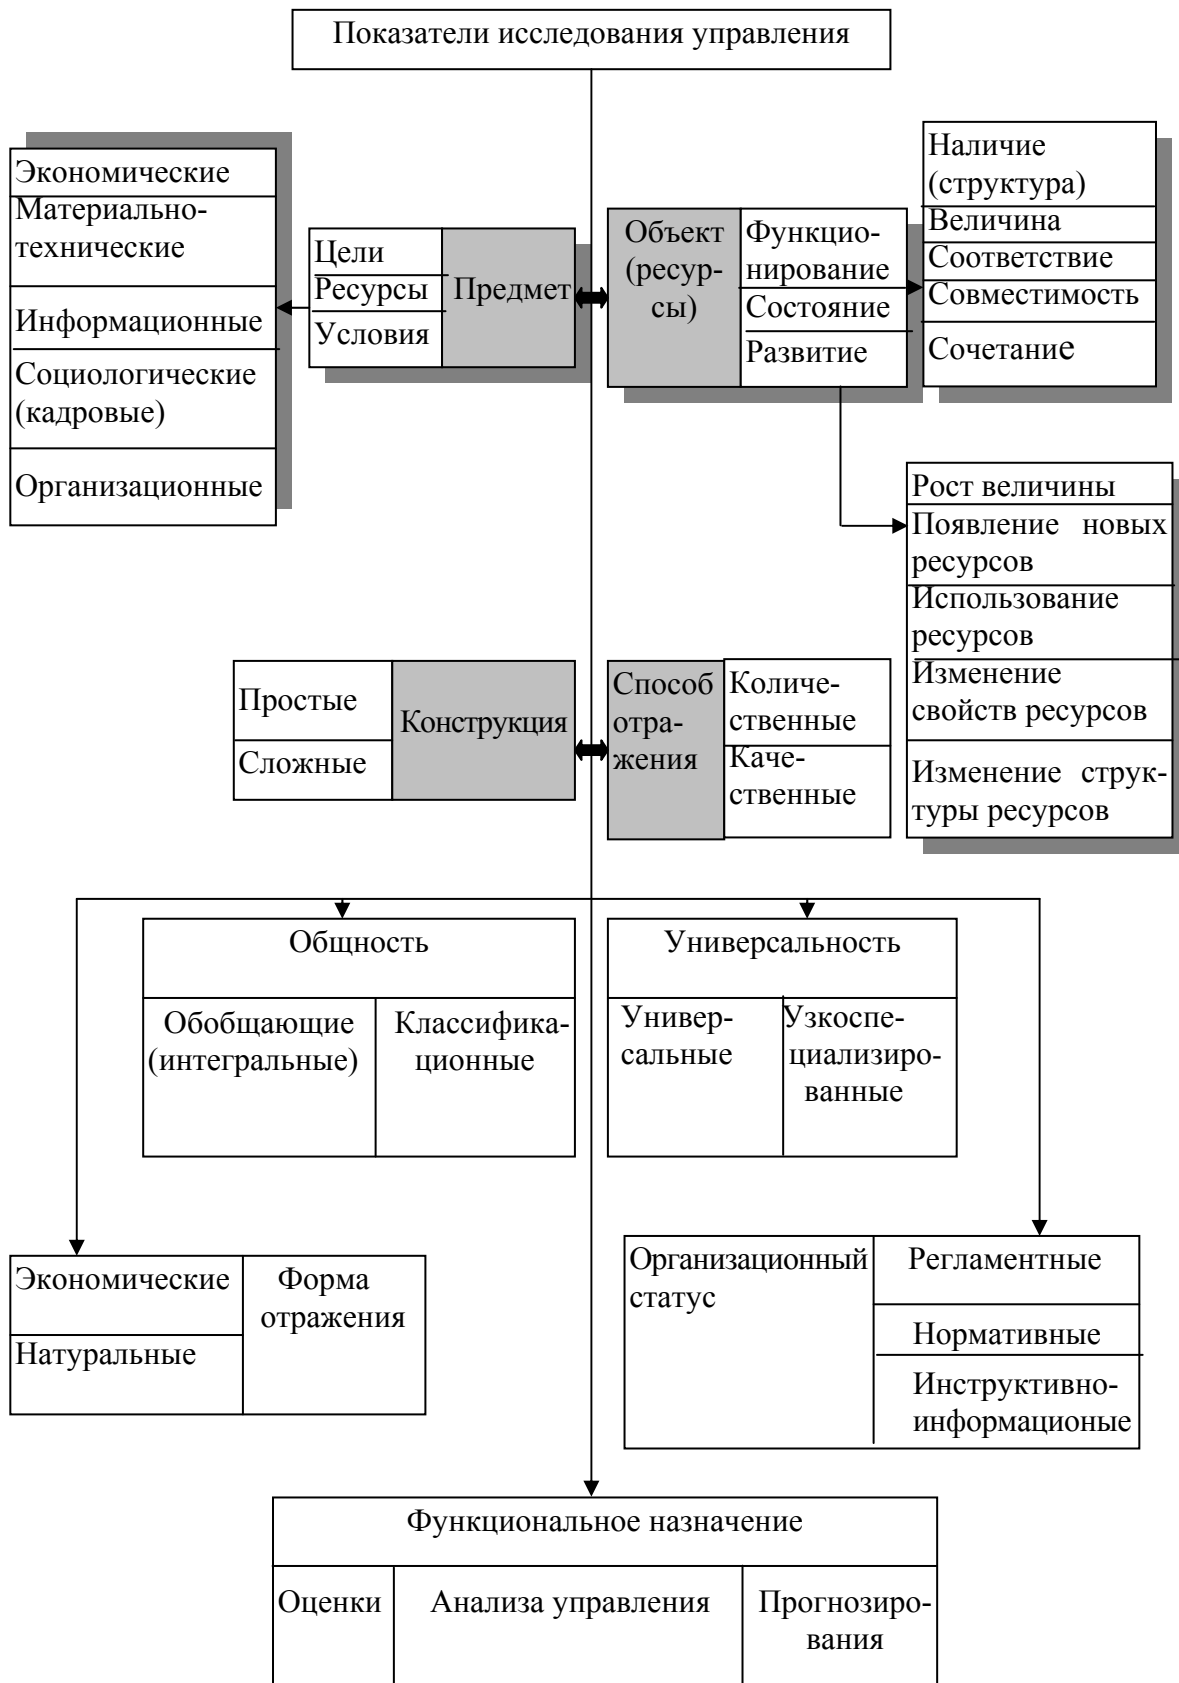 Показатели исследования управления
Экономические
Материально-
технические
Информационные
Социологические
(кадровые)
Организационные
Цели
Ресурсы
Условия
Предмет
Объект
(ресур-
сы)
Функцио-
нирование
Состояние
Развитие
Наличие
(структура)
Величина
Соответствие
Совместимость
Сочетание
Рост величины
Появление новых
ресурсов
Использование
ресурсов
Изменение
свойств ресурсов
Изменение струк-
туры ресурсов
Простые
Сложные
Конструкция
Способ
отра-
жения
Количе-
ственные
Каче-
ственные
Общность
Обобщающие
(интегральные)
Классифика-
ционные
Универсальность
Универ-
сальные
Узкоспе-
циализиро-
ванные
Экономические
Натуральные
Форма
отражения
Организационный
статус
Регламентные
Нормативные
Инструктивно-
информационые
Функциональное назначение
Оценки
Анализа управления
Прогнозиро-
вания